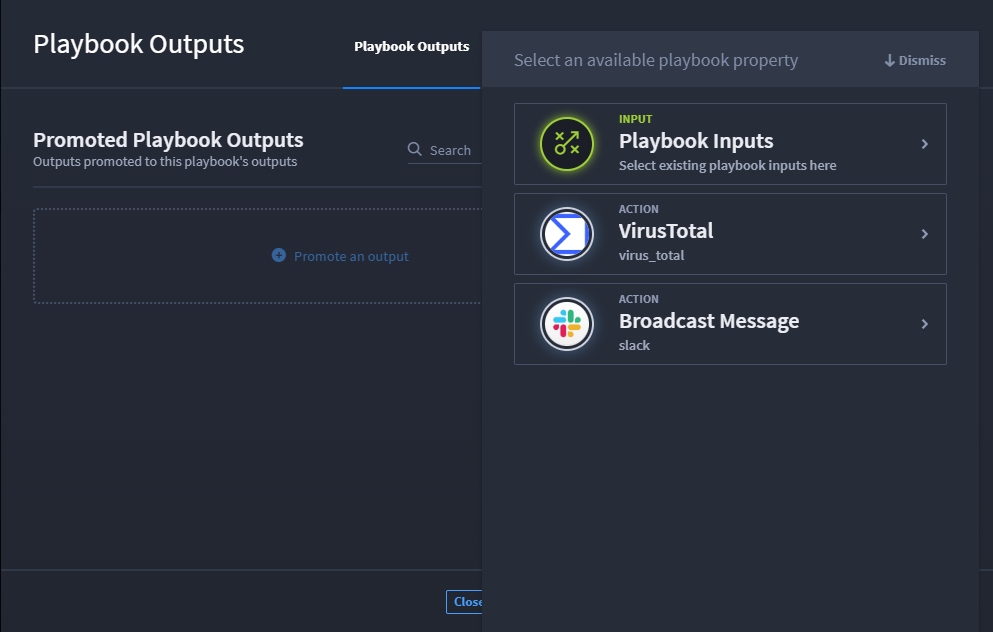 Playbook Outputs
Playbook Outputs
Promoted Playbook Outputs
Outputs promoted to this playbook's outputs
Search
Promote an output
Close
Select an available playbook property
Dismiss
INPUT
Playbook Inputs
Select existing playbook inputs here
ACTION
VirusTotal
virus_total
ACTION
Broadcast Message
slack